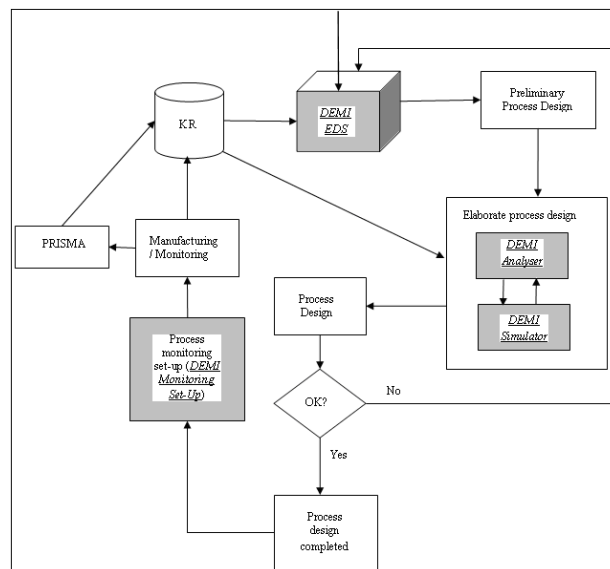 KR
DEMI
EDS
Preliminary
Process Design
PRISMA
Manufacturing
/ Monitoring
Elaborate process design
DEMI
Analyser
DEMI
Simulator
Process
Design
Process
monitoring
set-up (DEMI
Monitoring
Set-Up)
OK?
No
Yes
Process
design
completed